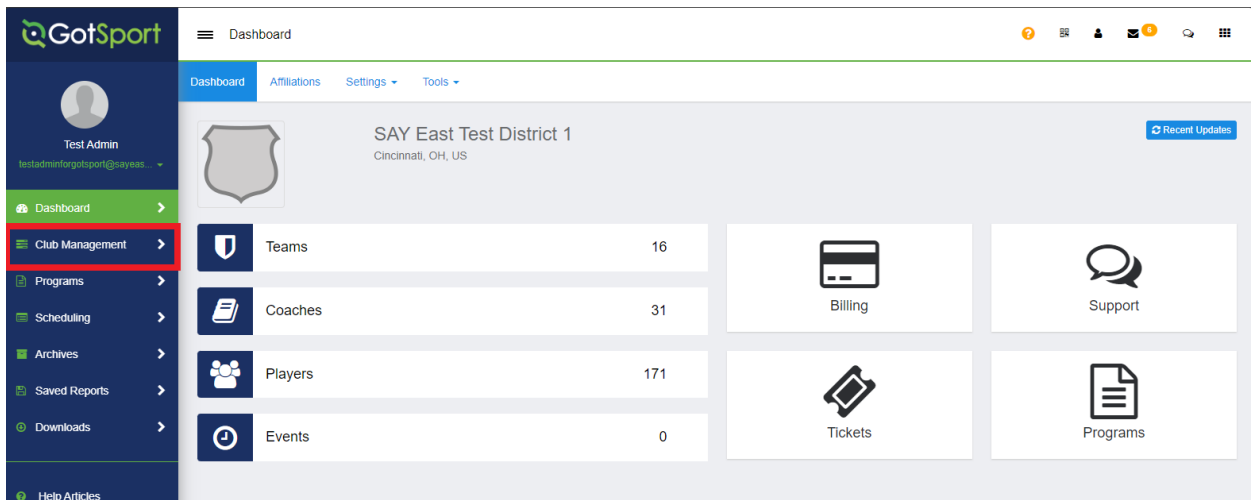 GotSport
Dashboard
6
Test Admin
testadminforgotsport@sayeas...
Dashboard
Club Management
Programs
Scheduling
Archives
Saved Reports
Downloads
Help Articles
Dashboard Affiliations Settings Tools
SAY East Test District 1
Cincinnati, OH, US
Recent Updates
Teams 16
Coaches 31
Players 171
Events 0
Billing
Support
Tickets
Programs